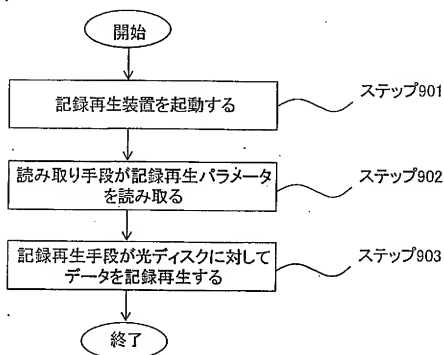 開始
記録再生装置を起動する
ステップ901
読み取り手段が記録再生パラメータ
を読み取る
ステップ902
記録再生手段が光ディスクに対して
データを記録再生する
ステップ903
終了